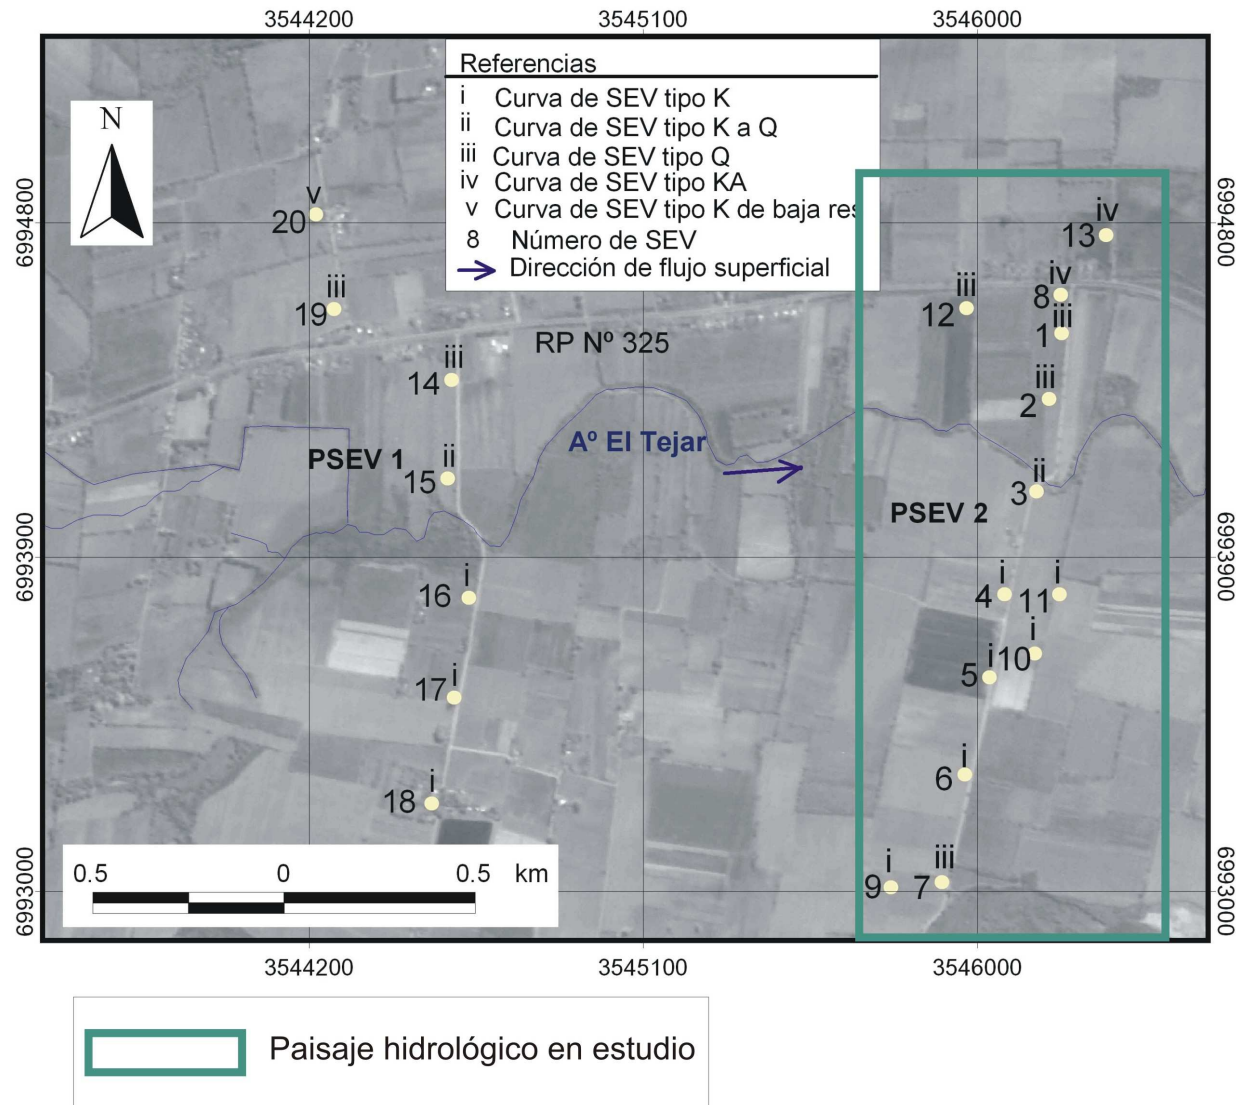 3544200 3545100 3546000
Referencias
i Curva de SEV tipo K
ii Curva de SEV tipo K a Q
iii Curva de SEV tipo Q
iv Curva de SEV tipo KA
v Curva de SEV tipo K de baja res
8 Número de SEV
Dirección de flujo superficial
N
6994800 6994800
v
20
iv
13
iii
19
iii
12
iv
8
iii
1
RP Nº 325
iii
14
iii
2
Aº El Tejar
PSEV 1
ii
15
ii
3
PSEV 2
6993900 6993900
i
16
i
4
i
11
i
17
i
5
i
10
i
18
i
6
i
9
iii
7
0.5 0 0.5 km
6993000 6993000
3544200 3545100 3546000
Paisaje hidrológico en estudio